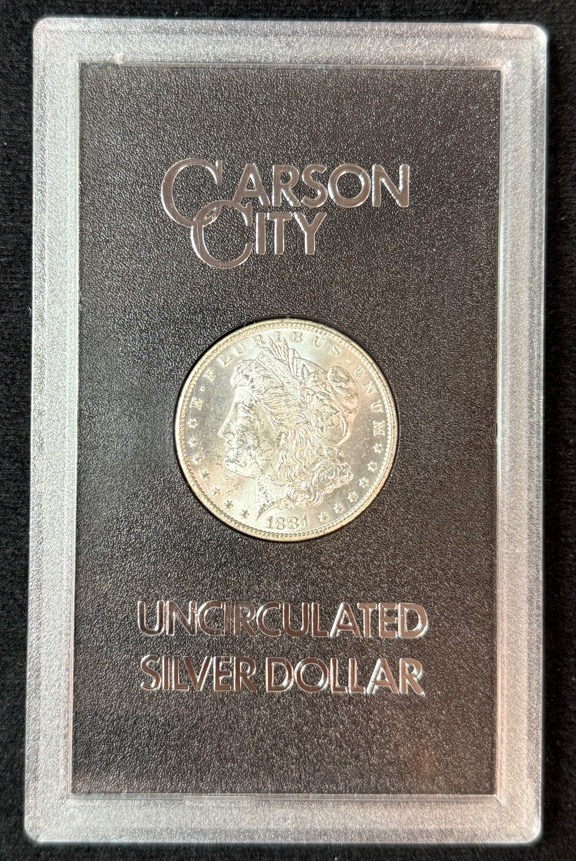 CARSON
CITY
E·PLURIBUS·UNUM
1881
UNCIRCULATED
SILVER DOLLAR